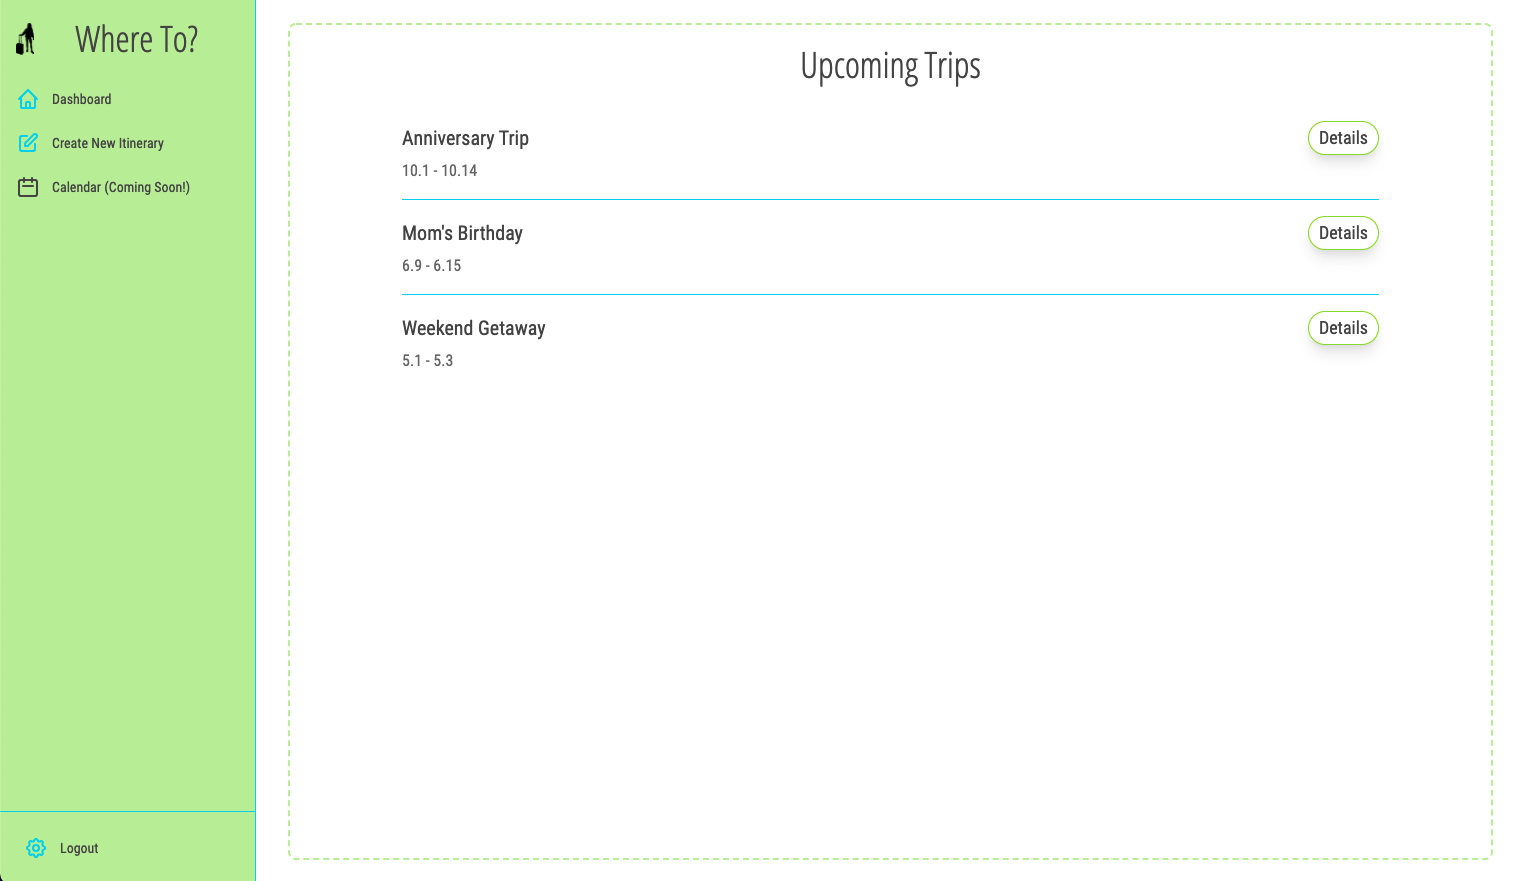 Where To?
Dashboard
Create New Itinerary
Calendar (Coming Soon!)
Logout
Upcoming Trips
Anniversary Trip
Details
10.1 - 10.14
Mom's Birthday
Details
6.9 - 6.15
Weekend Getaway
Details
5.1 - 5.3